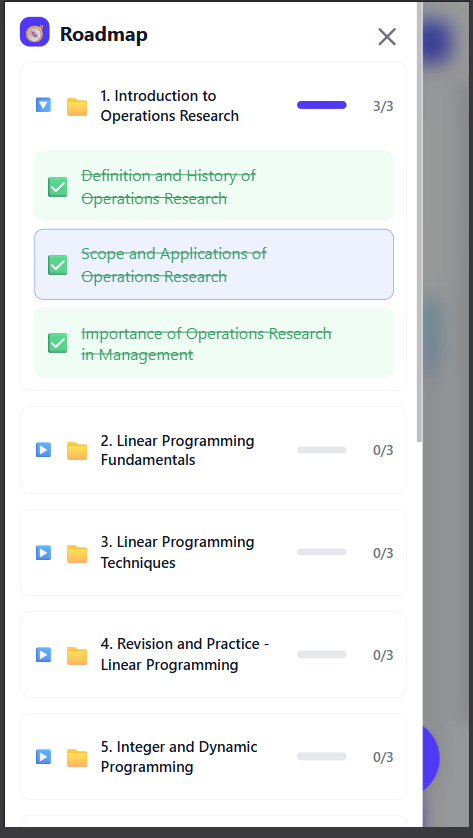 Roadmap
1. Introduction to
Operations Research
3/3
Definition and History of
Operations Research
Scope and Applications of
Operations Research
Importance of Operations Research
in Management
2. Linear Programming
Fundamentals
0/3
3. Linear Programming
Techniques
0/3
4. Revision and Practice -
Linear Programming
0/3
5. Integer and Dynamic
Programming
0/3